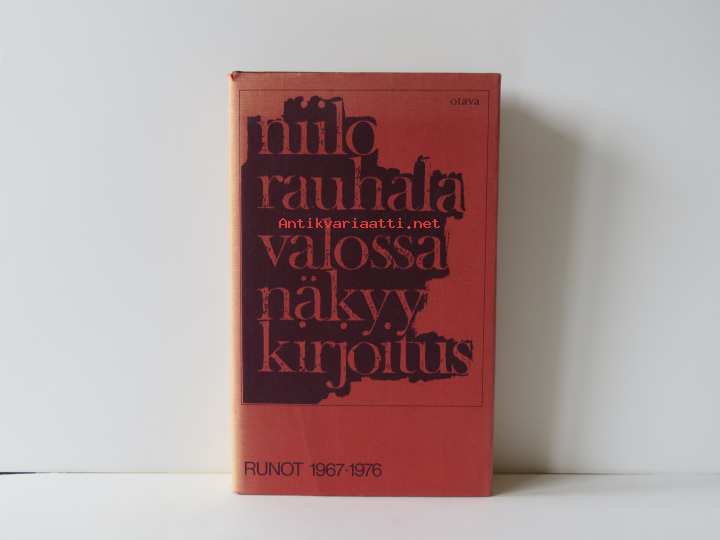 otava
niilo
rauhala
Antikvariaatti.net
valossa
näkyy
kirjoitus
RUNOT 1967-1976